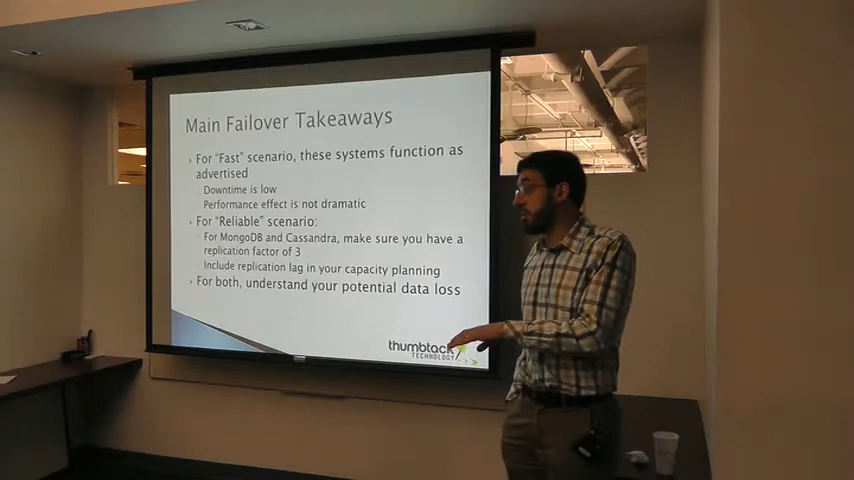 Main Failover Takeaways
For "Fast" scenario, these systems function as
advertised
Downtime is low
Performance effect is not dramatic
For "Reliable" scenario:
For MongoDB and Cassandra, make sure you have a
replication factor of 3
Include replication lag in your capacity planning
For both, understand your potential data loss
thumbtack
TECHNOLOGY